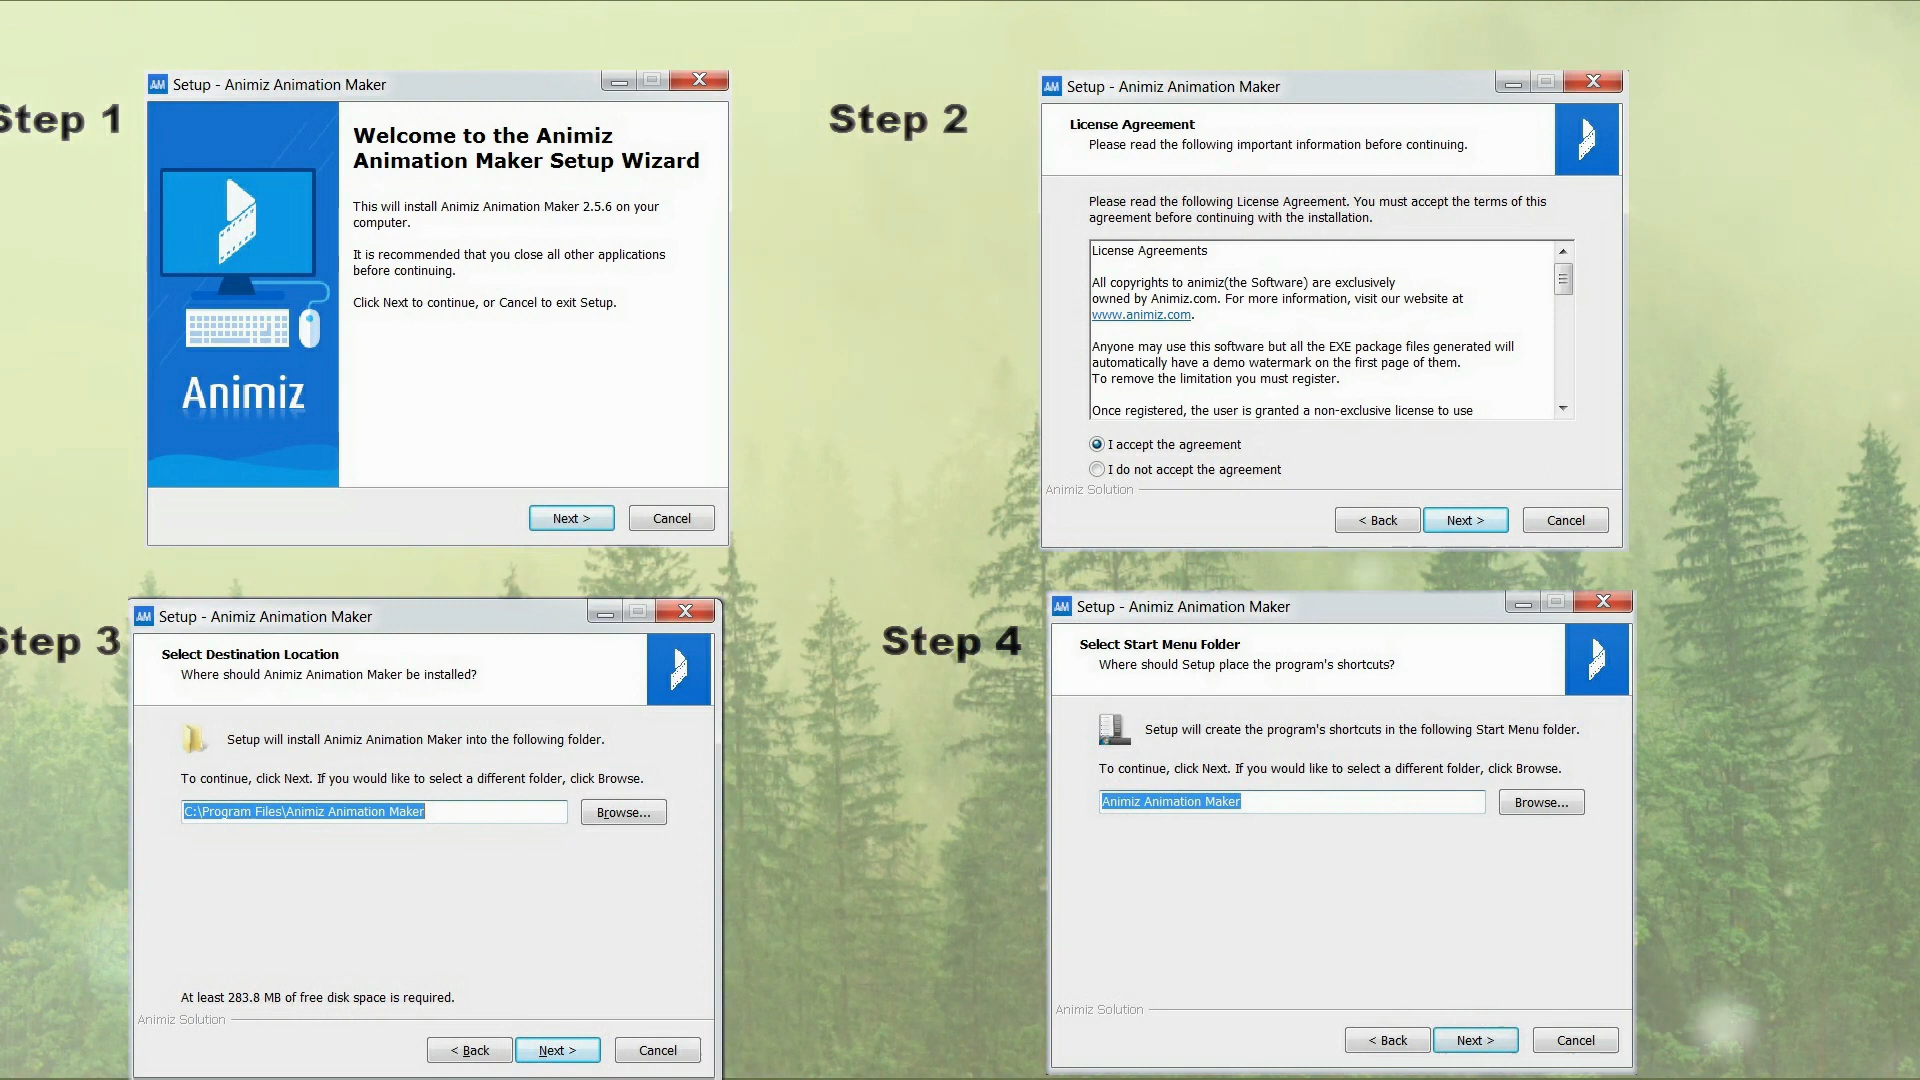 Step 1
AM Setup - Animiz Animation Maker
Welcome to the Animiz
Animation Maker Setup Wizard
This will install Animiz Animation Maker 2.5.6 on your
computer.
It is recommended that you close all other applications
before continuing.
Click Next to continue, or Cancel to exit Setup.
Animiz
Next >
Cancel
Step 2
AM Setup - Animiz Animation Maker
License Agreement
Please read the following important information before continuing.
Please read the following License Agreement. You must accept the terms of this
agreement before continuing with the installation.
License Agreements
All copyrights to animiz(the Software) are exclusively
owned by Animiz.com. For more information, visit our website at
www.animiz.com.
Anyone may use this software but all the EXE package files generated will
automatically have a demo watermark on the first page of them.
To remove the limitation you must register.
Once registered, the user is granted a non-exclusive license to use
I accept the agreement
I do not accept the agreement
Animiz Solution
< Back
Next >
Cancel
Step 3
AM Setup - Animiz Animation Maker
Select Destination Location
Where should Animiz Animation Maker be installed?
Setup will install Animiz Animation Maker into the following folder.
To continue, click Next. If you would like to select a different folder, click Browse.
C:\Program Files\Animiz Animation Maker
Browse...
At least 283.8 MB of free disk space is required.
Animiz Solution
< Back
Next >
Cancel
Step 4
AM Setup - Animiz Animation Maker
Select Start Menu Folder
Where should Setup place the program's shortcuts?
Setup will create the program's shortcuts in the following Start Menu folder.
To continue, click Next. If you would like to select a different folder, click Browse.
Animiz Animation Maker
Browse...
Animiz Solution
< Back
Next >
Cancel